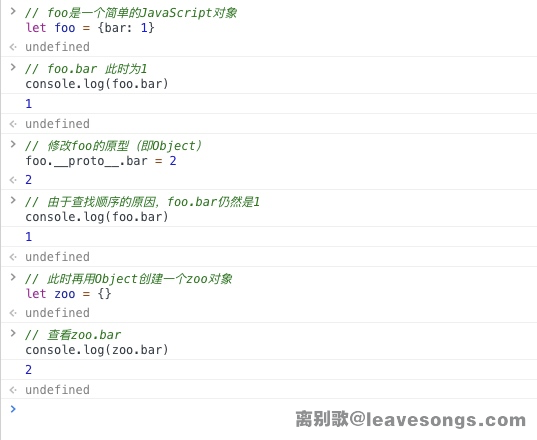 // foo是一个简单的JavaScript对象
let foo = {bar: 1}
undefined
// foo.bar 此时为1
console.log(foo.bar)
1
undefined
// 修改foo的原型（即Object）
foo.__proto__.bar = 2
2
// 由于查找顺序的原因，foo.bar仍然是1
console.log(foo.bar)
1
undefined
// 此时再用Object创建一个zoo对象
let zoo = {}
undefined
// 查看zoo.bar
console.log(zoo.bar)
2
undefined
离别歌@leavesongs.com